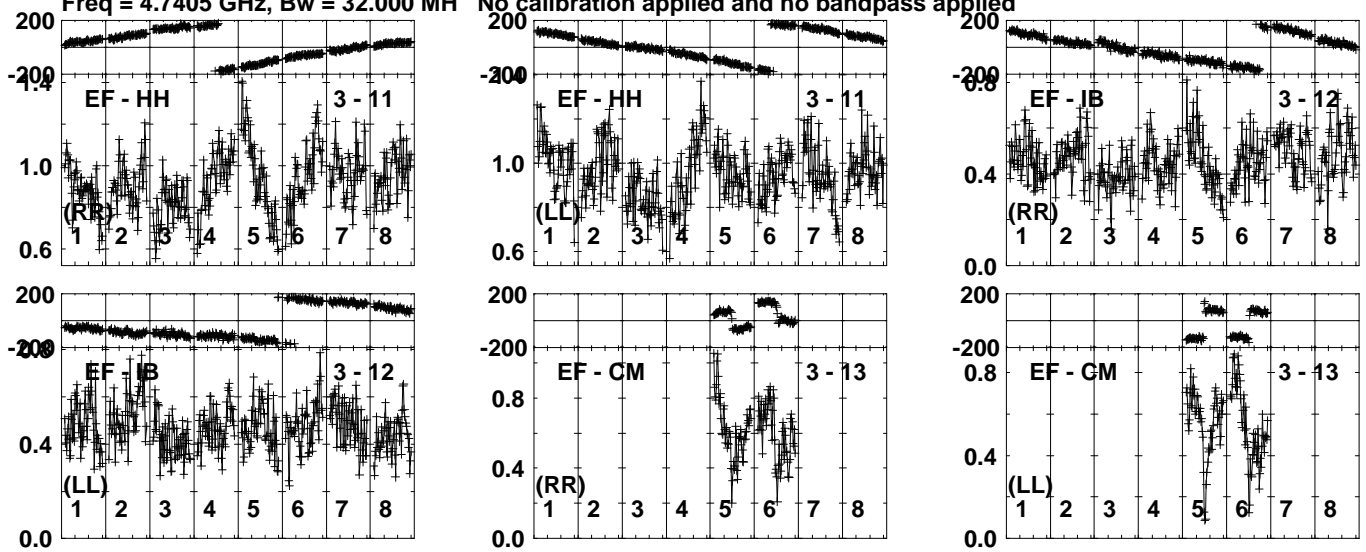 Freq = 4.7405 GHz, Bw = 32.000 MH No calibration applied and no bandpass applied
200 200 200
-200 -200 -200
1.4 1.4 0.8
EF - HH 3 - 11 EF - HH 3 - 11 EF - IB 3 - 12
1.0 1.0 0.4
(RR) (LL) (RR)
1 2 3 4 5 6 7 8 1 2 3 4 5 6 7 8 1 2 3 4 5 6 7 8
0.6 0.6 0.0
200 200 200
-200 -200 -200
0.8
EF - IB 3 - 12 EF - CM 3 - 13 EF - CM 3 - 13
0.8 0.8
0.4 0.4 0.4
(LL) (RR) (LL)
1 2 3 4 5 6 7 8 1 2 3 4 5 6 7 8 1 2 3 4 5 6 7 8
0.0 0.0 0.0